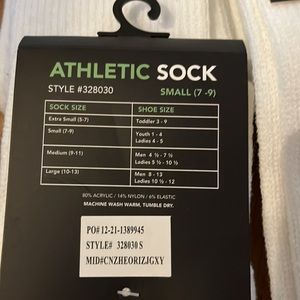 ATHLETIC SOCK
STYLE #328030 SMALL (7 -9)
SOCK SIZE SHOE SIZE
Extra Small (5-7) Toddler 3 - 9
Small (7-9) Youth 1 - 4
Ladies 4 - 5
Medium (9-11) Men 4 ½ - 7 ½
Ladies 5 ½ - 10 ½
Large (10-13) Men 8 - 13
Ladies 10 ½ - 12
80% ACRYLIC / 14% NYLON / 6% ELASTIC
MACHINE WASH WARM, TUMBLE DRY.
PO# 12-21-1389945
STYLE# 328030 S
MID#CNZHEORIZJGXY